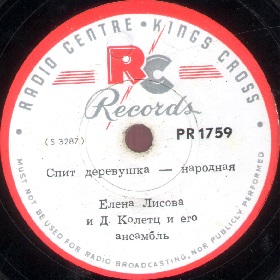 RADIO CENTRE · KINGS CROSS
RC
Records
(S 3287)
PR 1759
Спит деревушка — народная
Елена Лисова
и Д. Колетц и его
ансамбль
MUST NOT BE USED FOR RADIO BROADCASTING, NOR PUBLICLY PERFORMED